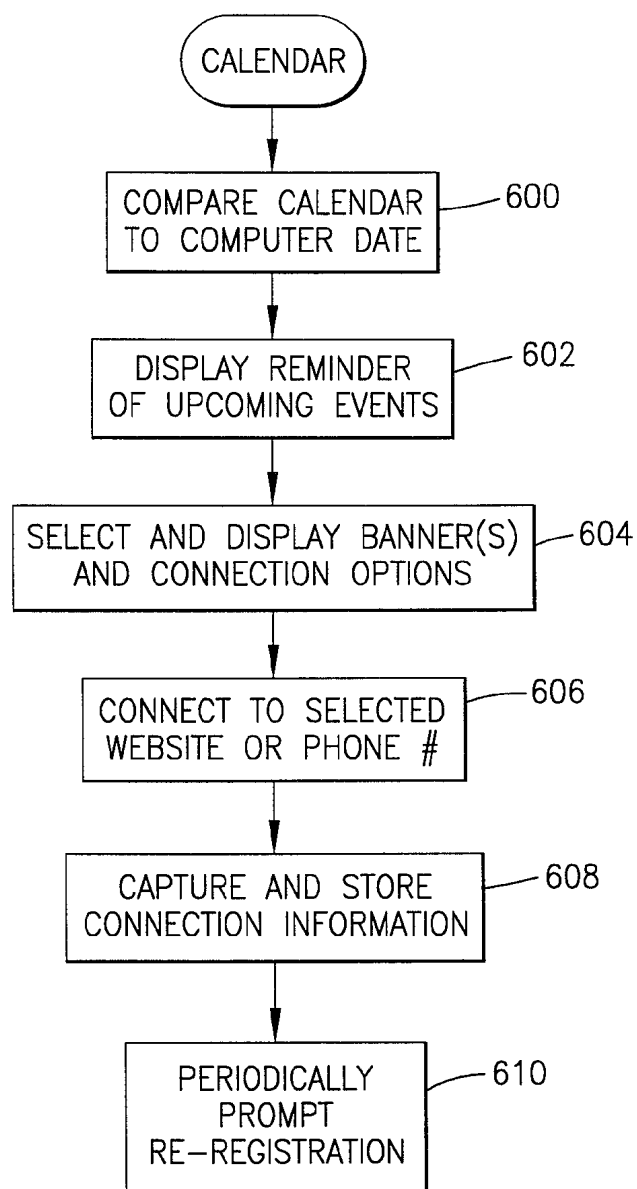 CALENDAR
COMPARE CALENDAR
TO COMPUTER DATE
600
DISPLAY REMINDER
OF UPCOMING EVENTS
602
SELECT AND DISPLAY BANNER(S)
AND CONNECTION OPTIONS
604
CONNECT TO SELECTED
WEBSITE OR PHONE #
606
CAPTURE AND STORE
CONNECTION INFORMATION
608
PERIODICALLY
PROMPT
RE-REGISTRATION
610